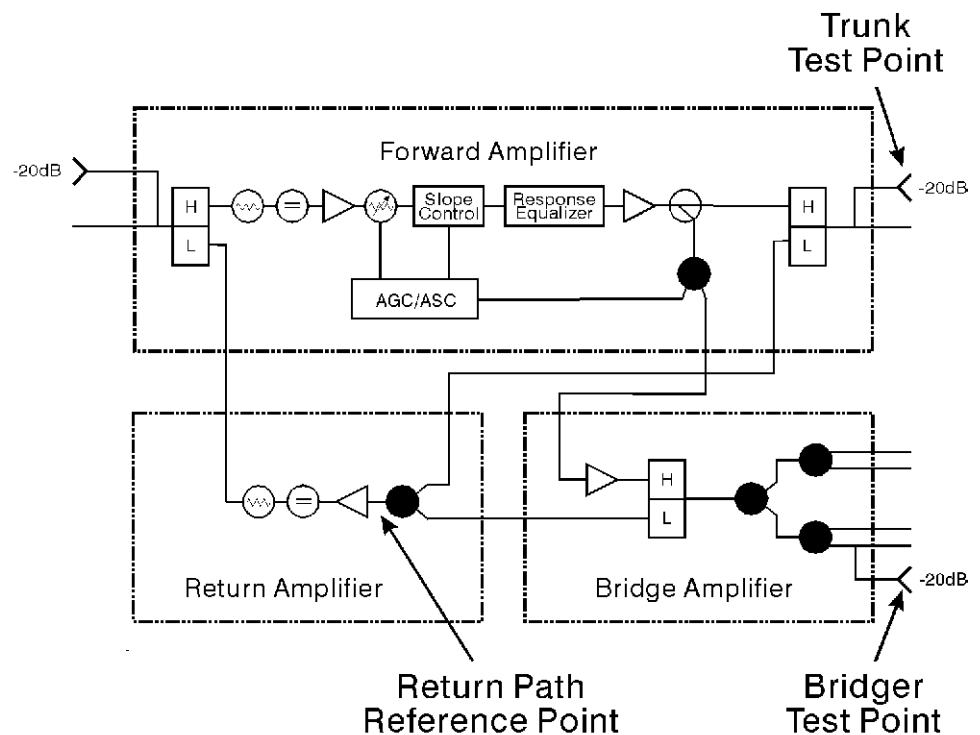 Trunk
Test Point
Forward Amplifier
-20dB
-20dB
H
L
Slope
Control
Response
Equalizer
H
L
AGC/ASC
H
L
Return Amplifier
Bridge Amplifier
-20dB
Return Path
Reference Point
Bridger
Test Point